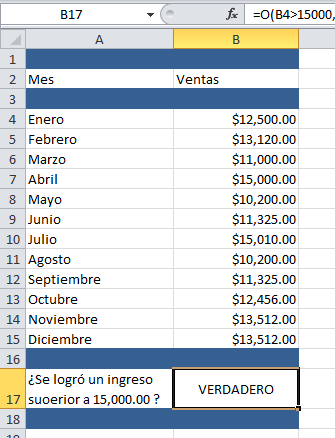 B17 fx =O(B4>15000,
A B
1
2 Mes Ventas
3
4 Enero $12,500.00
5 Febrero $13,120.00
6 Marzo $11,000.00
7 Abril $15,000.00
8 Mayo $10,200.00
9 Junio $11,325.00
10 Julio $15,010.00
11 Agosto $10,200.00
12 Septiembre $11,325.00
13 Octubre $12,456.00
14 Noviembre $13,512.00
15 Diciembre $13,512.00
16
¿Se logró un ingreso
17 suoerior a 15,000.00 ? VERDADERO
18